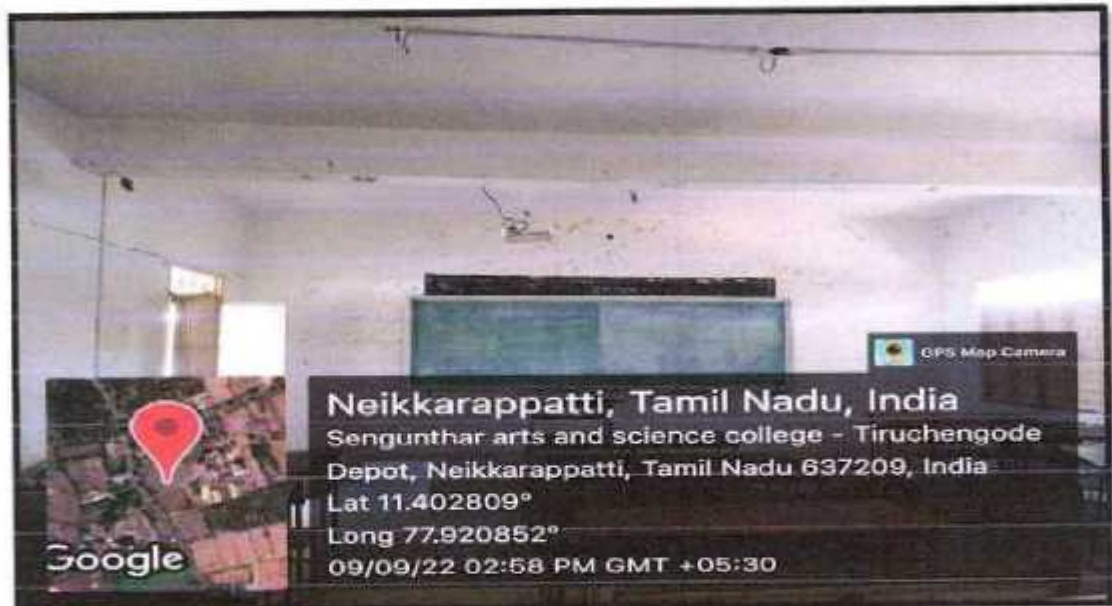 GPS Map Camera
Neikkarappatti, Tamil Nadu, India
Sengunthar arts and science college - Tiruchengode
Depot, Neikkarappatti, Tamil Nadu 637209, India
Lat 11.402809°
Long 77.920852°
09/09/22 02:58 PM GMT +05:30
Google